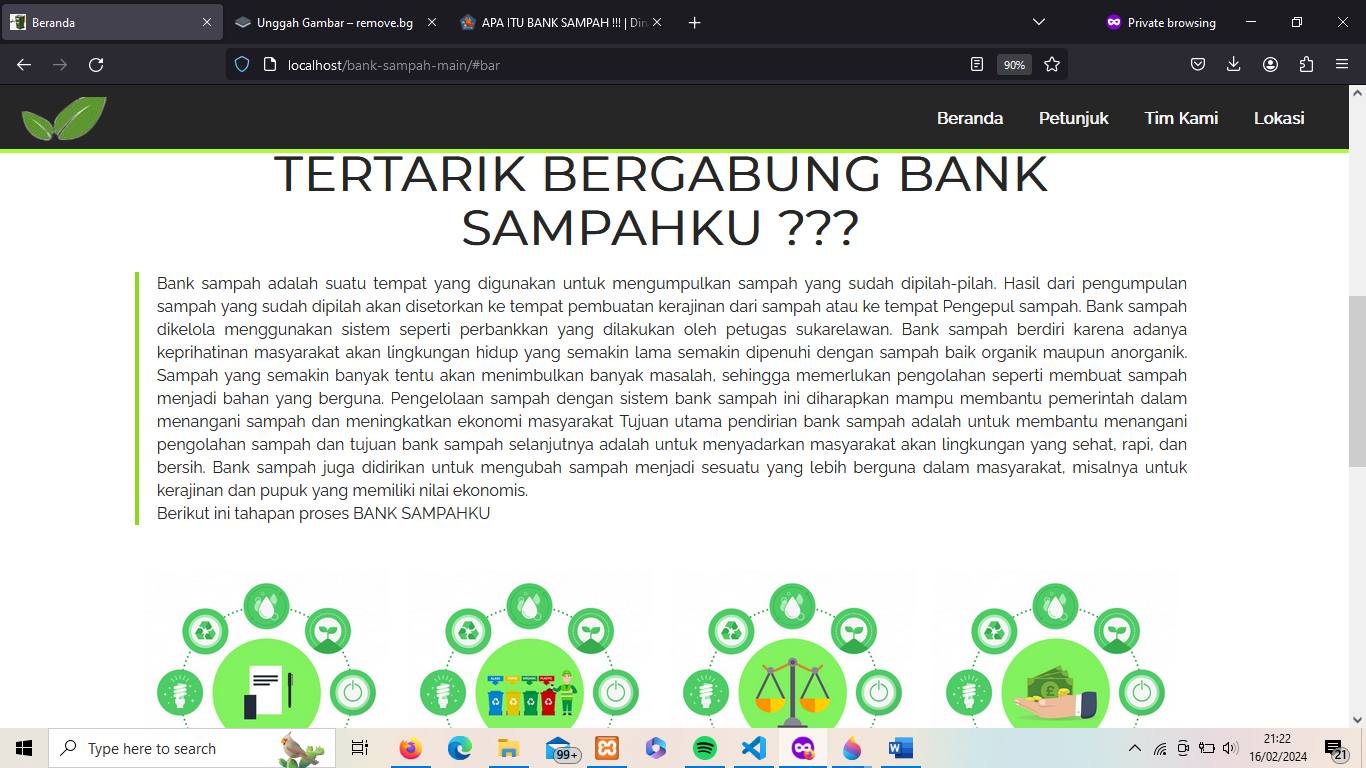 Beranda
Unggah Gambar – remove.bg
APA ITU BANK SAMPAH !!! | Din
Private browsing
localhost/bank-sampah-main/#bar
90%
Beranda Petunjuk Tim Kami Lokasi
TERTARIK BERGABUNG BANK
SAMPAHKU ???
Bank sampah adalah suatu tempat yang digunakan untuk mengumpulkan sampah yang sudah dipilah-pilah. Hasil dari pengumpulan
sampah yang sudah dipilah akan disetorkan ke tempat pembuatan kerajinan dari sampah atau ke tempat Pengepul sampah. Bank sampah
dikelola menggunakan sistem seperti perbankkan yang dilakukan oleh petugas sukarelawan. Bank sampah berdiri karena adanya
keprihatinan masyarakat akan lingkungan hidup yang semakin lama semakin dipenuhi dengan sampah baik organik maupun anorganik.
Sampah yang semakin banyak tentu akan menimbulkan banyak masalah, sehingga memerlukan pengolahan seperti membuat sampah
menjadi bahan yang berguna. Pengelolaan sampah dengan sistem bank sampah ini diharapkan mampu membantu pemerintah dalam
menangani sampah dan meningkatkan ekonomi masyarakat Tujuan utama pendirian bank sampah adalah untuk membantu menangani
pengolahan sampah dan tujuan bank sampah selanjutnya adalah untuk menyadarkan masyarakat akan lingkungan yang sehat, rapi, dan
bersih. Bank sampah juga didirikan untuk mengubah sampah menjadi sesuatu yang lebih berguna dalam masyarakat, misalnya untuk
kerajinan dan pupuk yang memiliki nilai ekonomis.
Berikut ini tahapan proses BANK SAMPAHKU
Type here to search
99+
21:22
16/02/2024
21